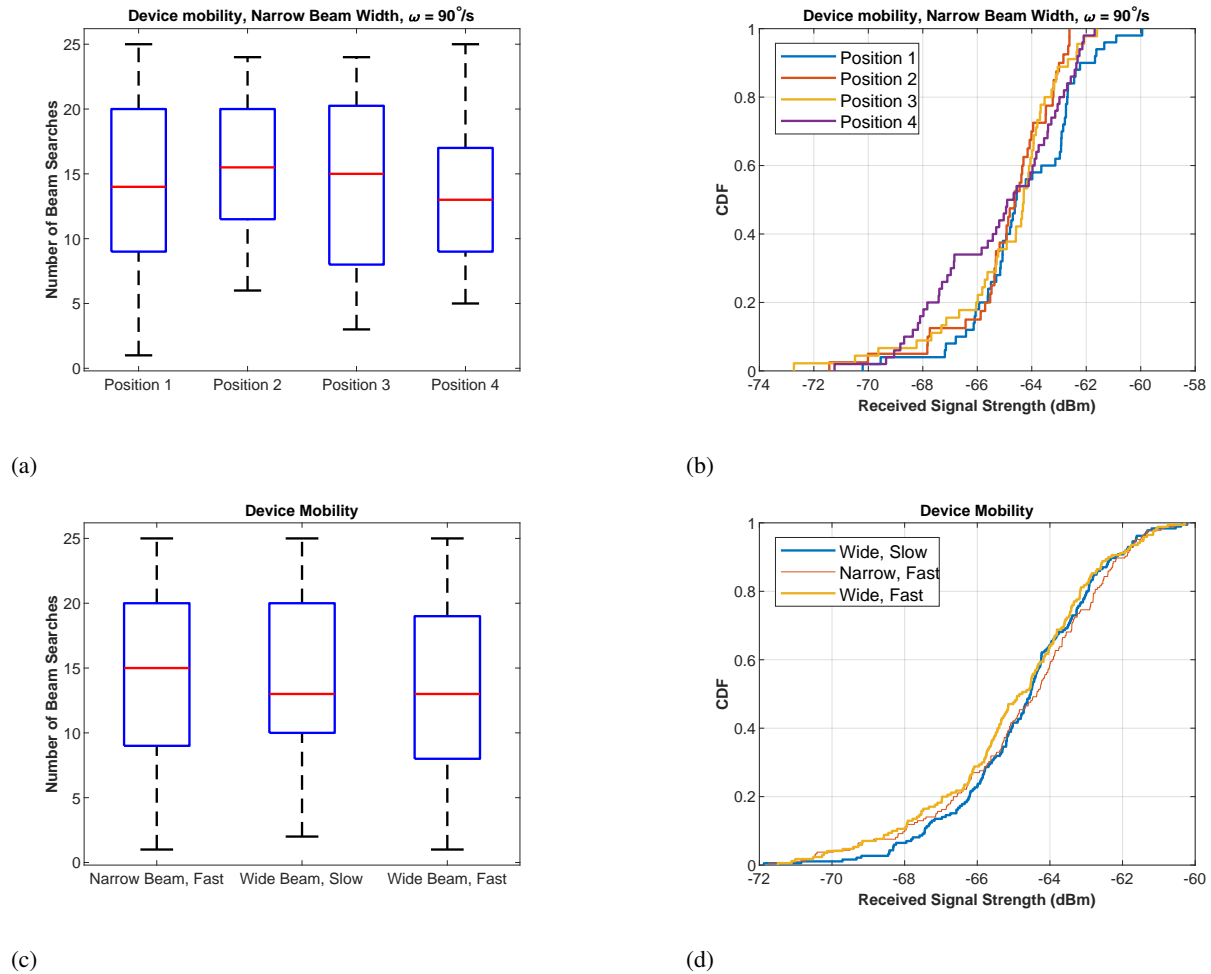 Device mobility, Narrow Beam Width, ω = 90°/s
25
20
15
10
5
0
Number of Beam Searches
Position 1 Position 2 Position 3 Position 4
(a)
Device mobility, Narrow Beam Width, ω = 90°/s
1
0.8
0.6
0.4
0.2
0
CDF
Position 1
Position 2
Position 3
Position 4
-74 -72 -70 -68 -66 -64 -62 -60 -58
Received Signal Strength (dBm)
(b)
Device Mobility
25
20
15
10
5
0
Number of Beam Searches
Narrow Beam, Fast Wide Beam, Slow Wide Beam, Fast
(c)
Device Mobility
1
0.8
0.6
0.4
0.2
0
CDF
Wide, Slow
Narrow, Fast
Wide, Fast
-72 -70 -68 -66 -64 -62 -60
Received Signal Strength (dBm)
(d)